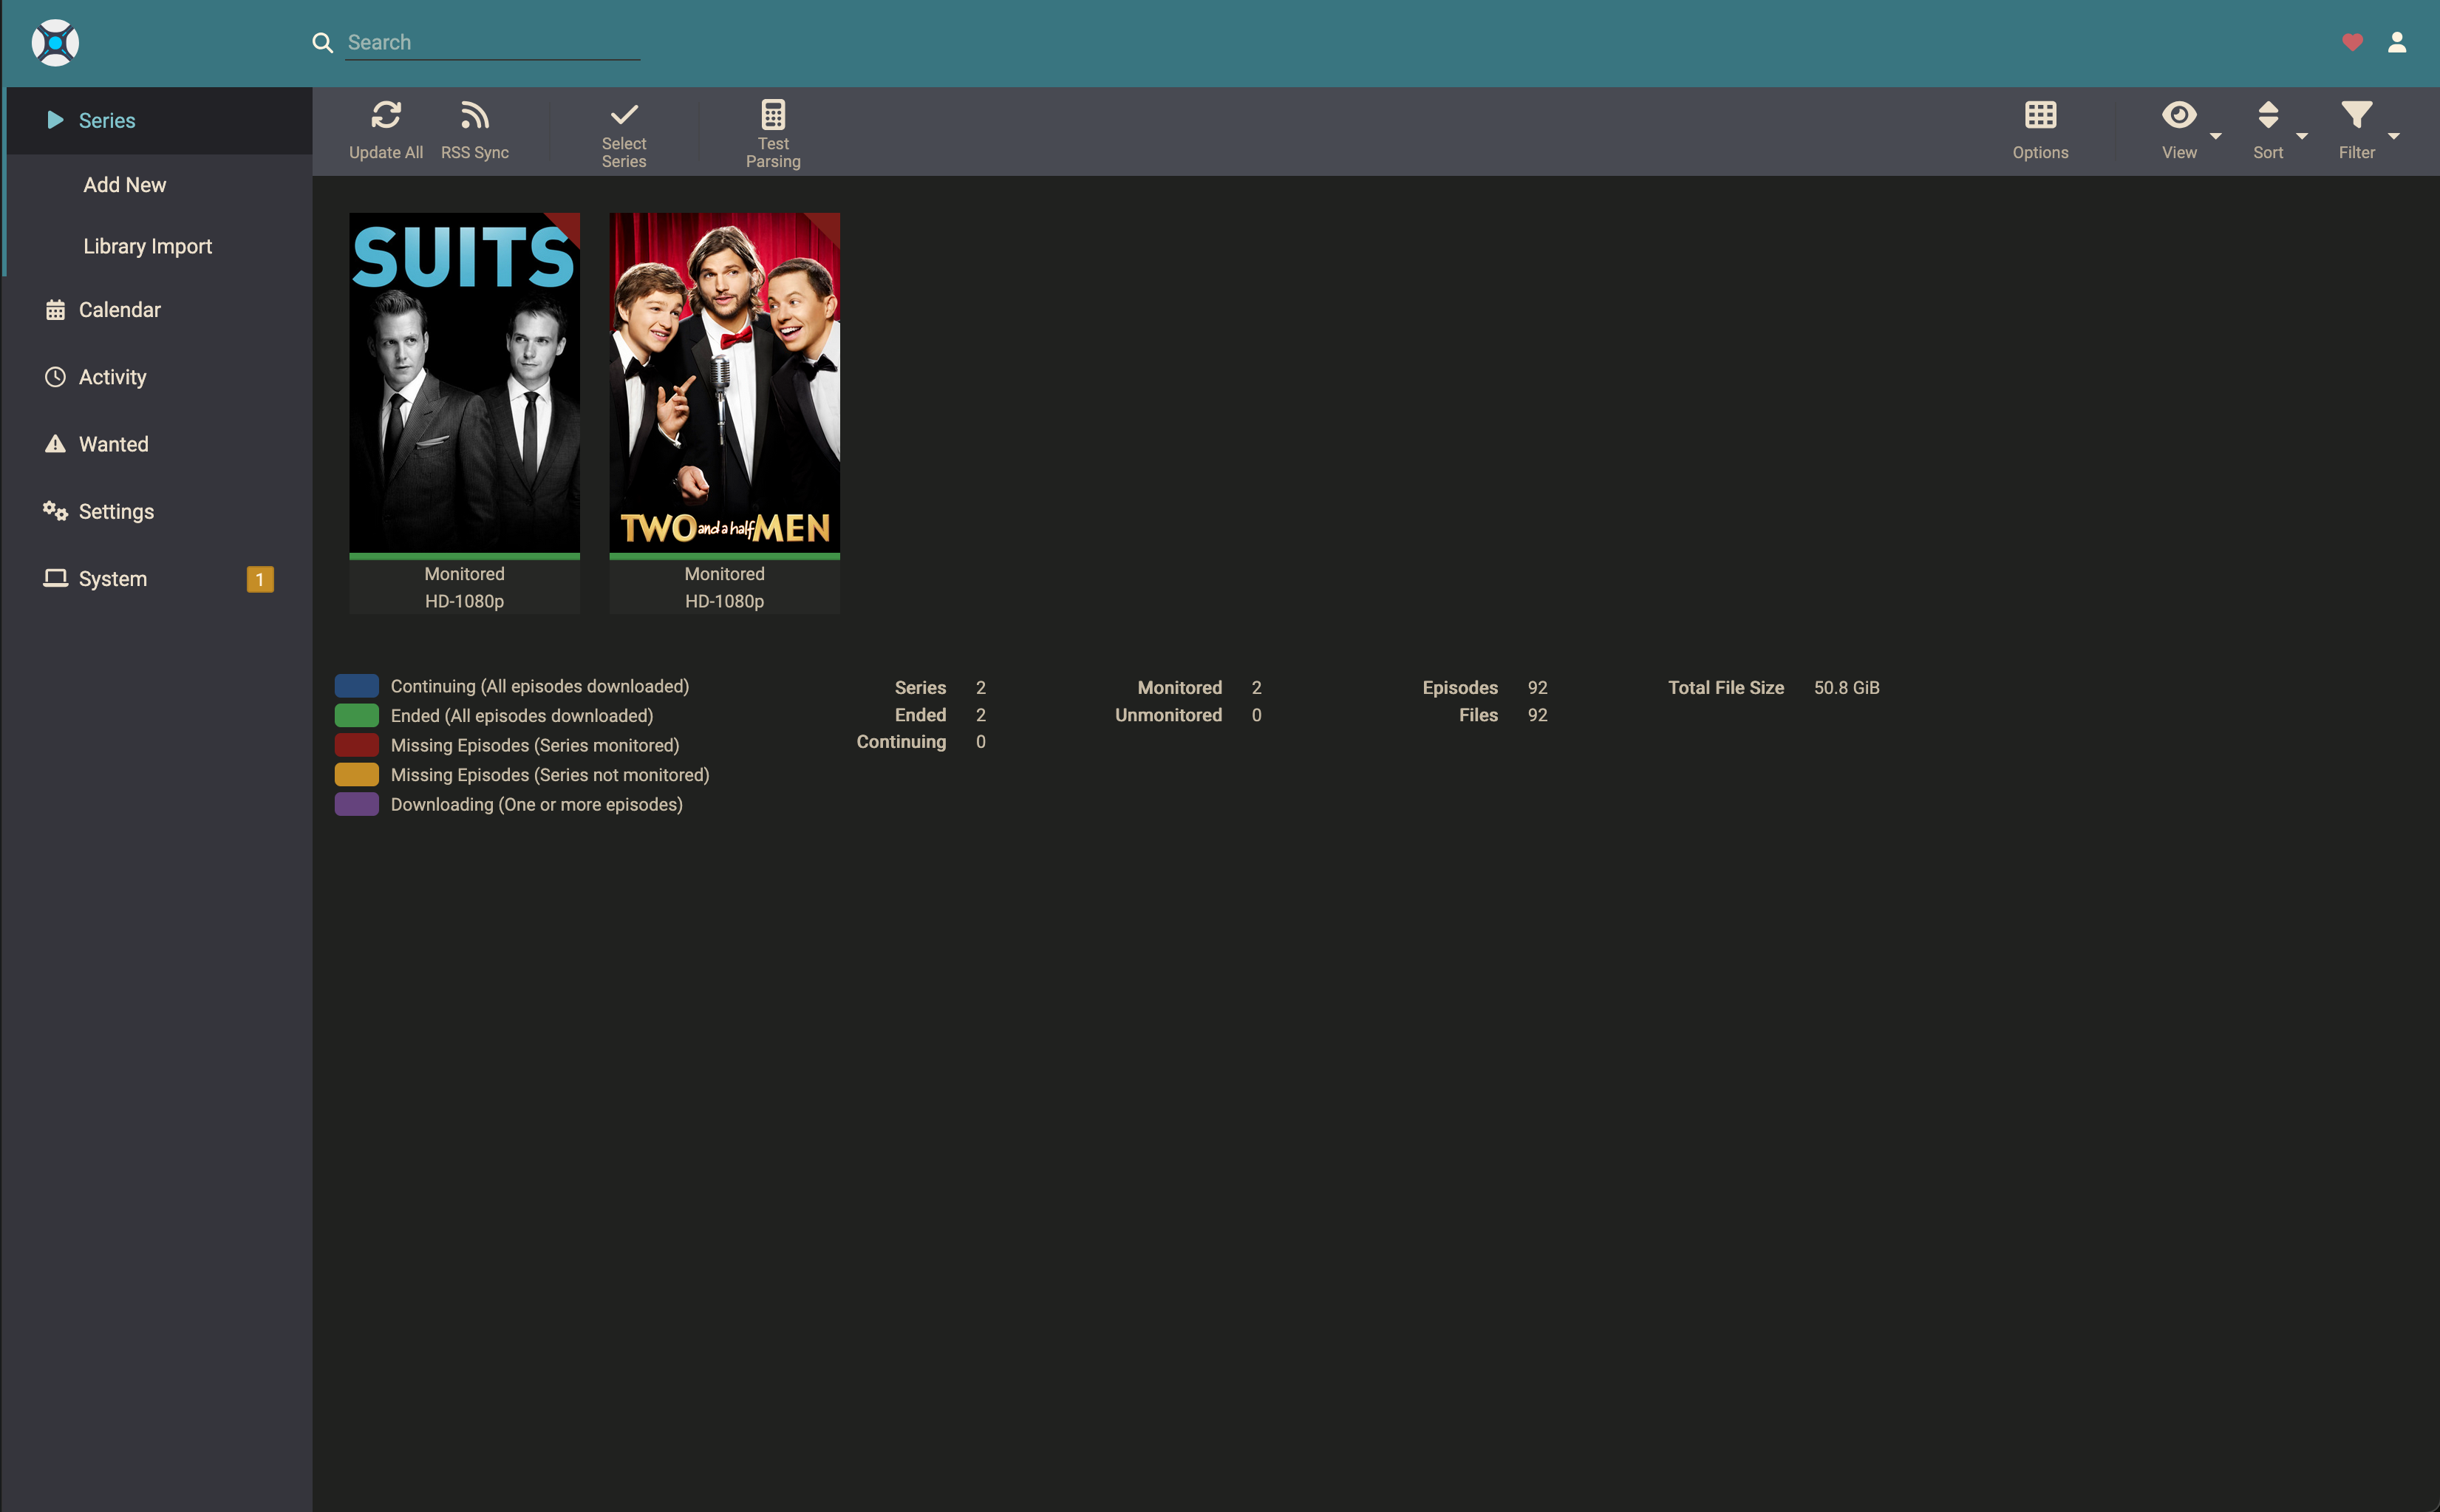 Search
Series
Add New
Library Import
Calendar
Activity
Wanted
Settings
System 1
Update All
RSS Sync
Select
Series
Test
Parsing
Options
View
Sort
Filter
SUITS
Monitored
HD-1080p
TWO and a half MEN
Monitored
HD-1080p
Continuing (All episodes downloaded)
Ended (All episodes downloaded)
Missing Episodes (Series monitored)
Missing Episodes (Series not monitored)
Downloading (One or more episodes)
Series 2
Ended 2
Continuing 0
Monitored 2
Unmonitored 0
Episodes 92
Files 92
Total File Size 50.8 GiB